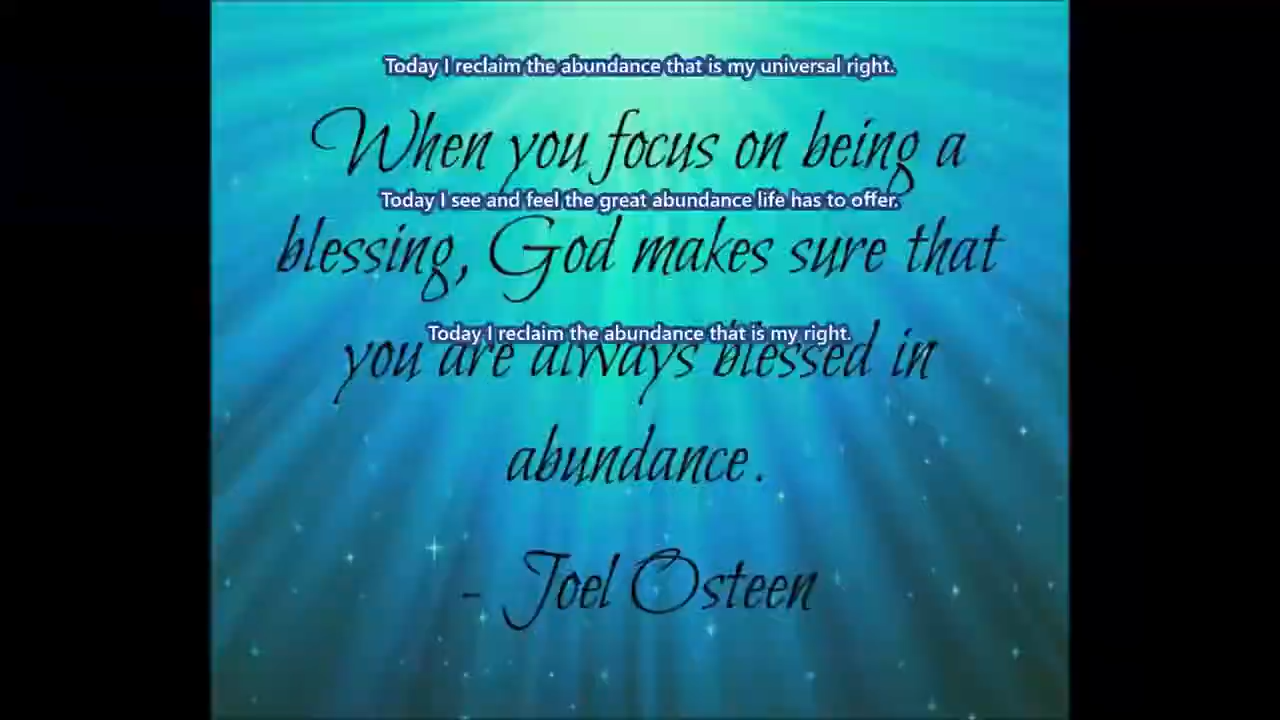 Today I reclaim the abundance that is my universal right.
When you focus on being a
Today I see and feel the great abundance life has to offer.
blessing, God makes sure that
Today I reclaim the abundance that is my right.
you are always blessed in
abundance.
- Joel Osteen